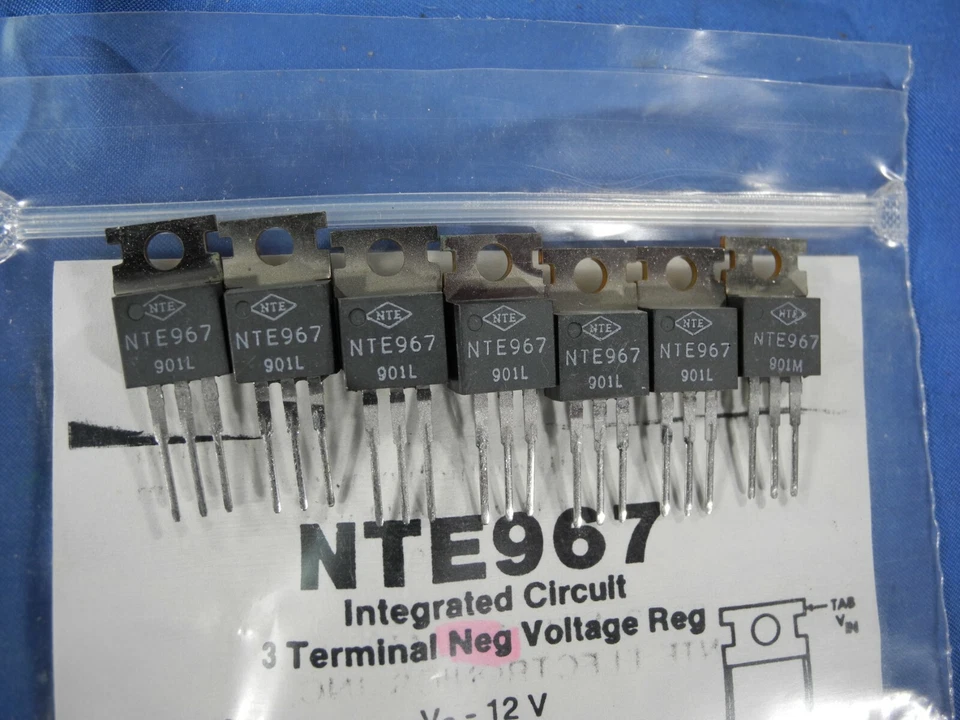 NTE NTE NTE NTE NTE NTE NTE
NTE967 NTE967 NTE967 NTE967 NTE967 NTE967 NTE967
901L 901L 901L 901L 901L 901L 901M
NTE967
Integrated Circuit
3 Terminal Neg Voltage Reg
TAB
VIN
- 12 V